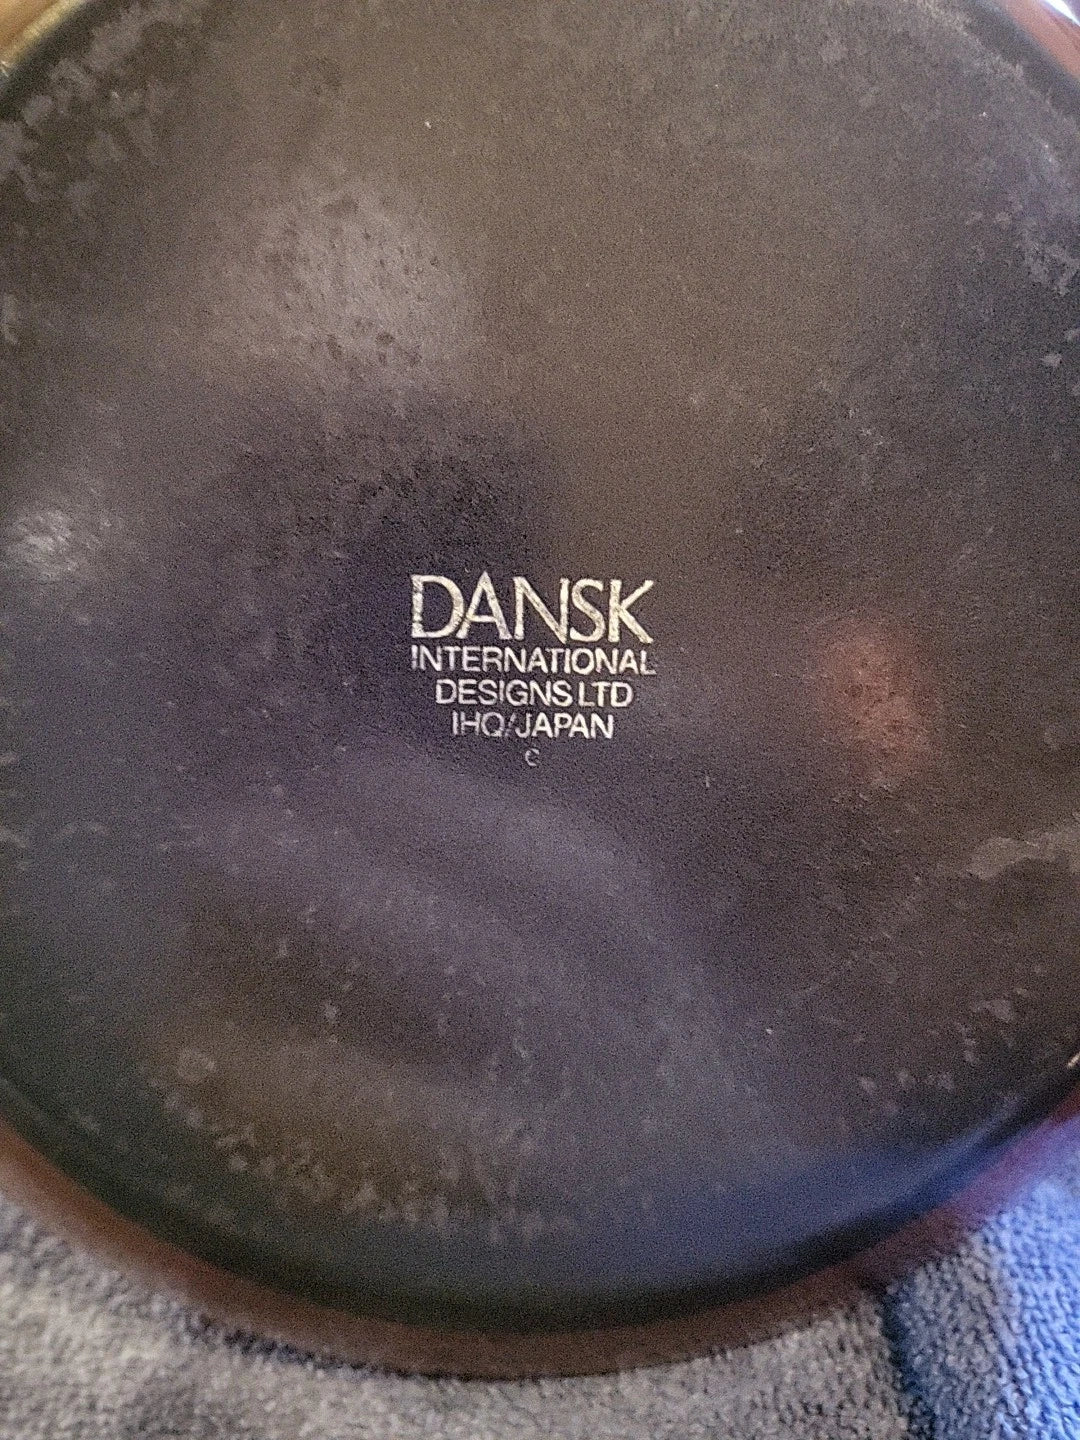 DANSK
INTERNATIONAL
DESIGNS LTD
IHQ/JAPAN
C